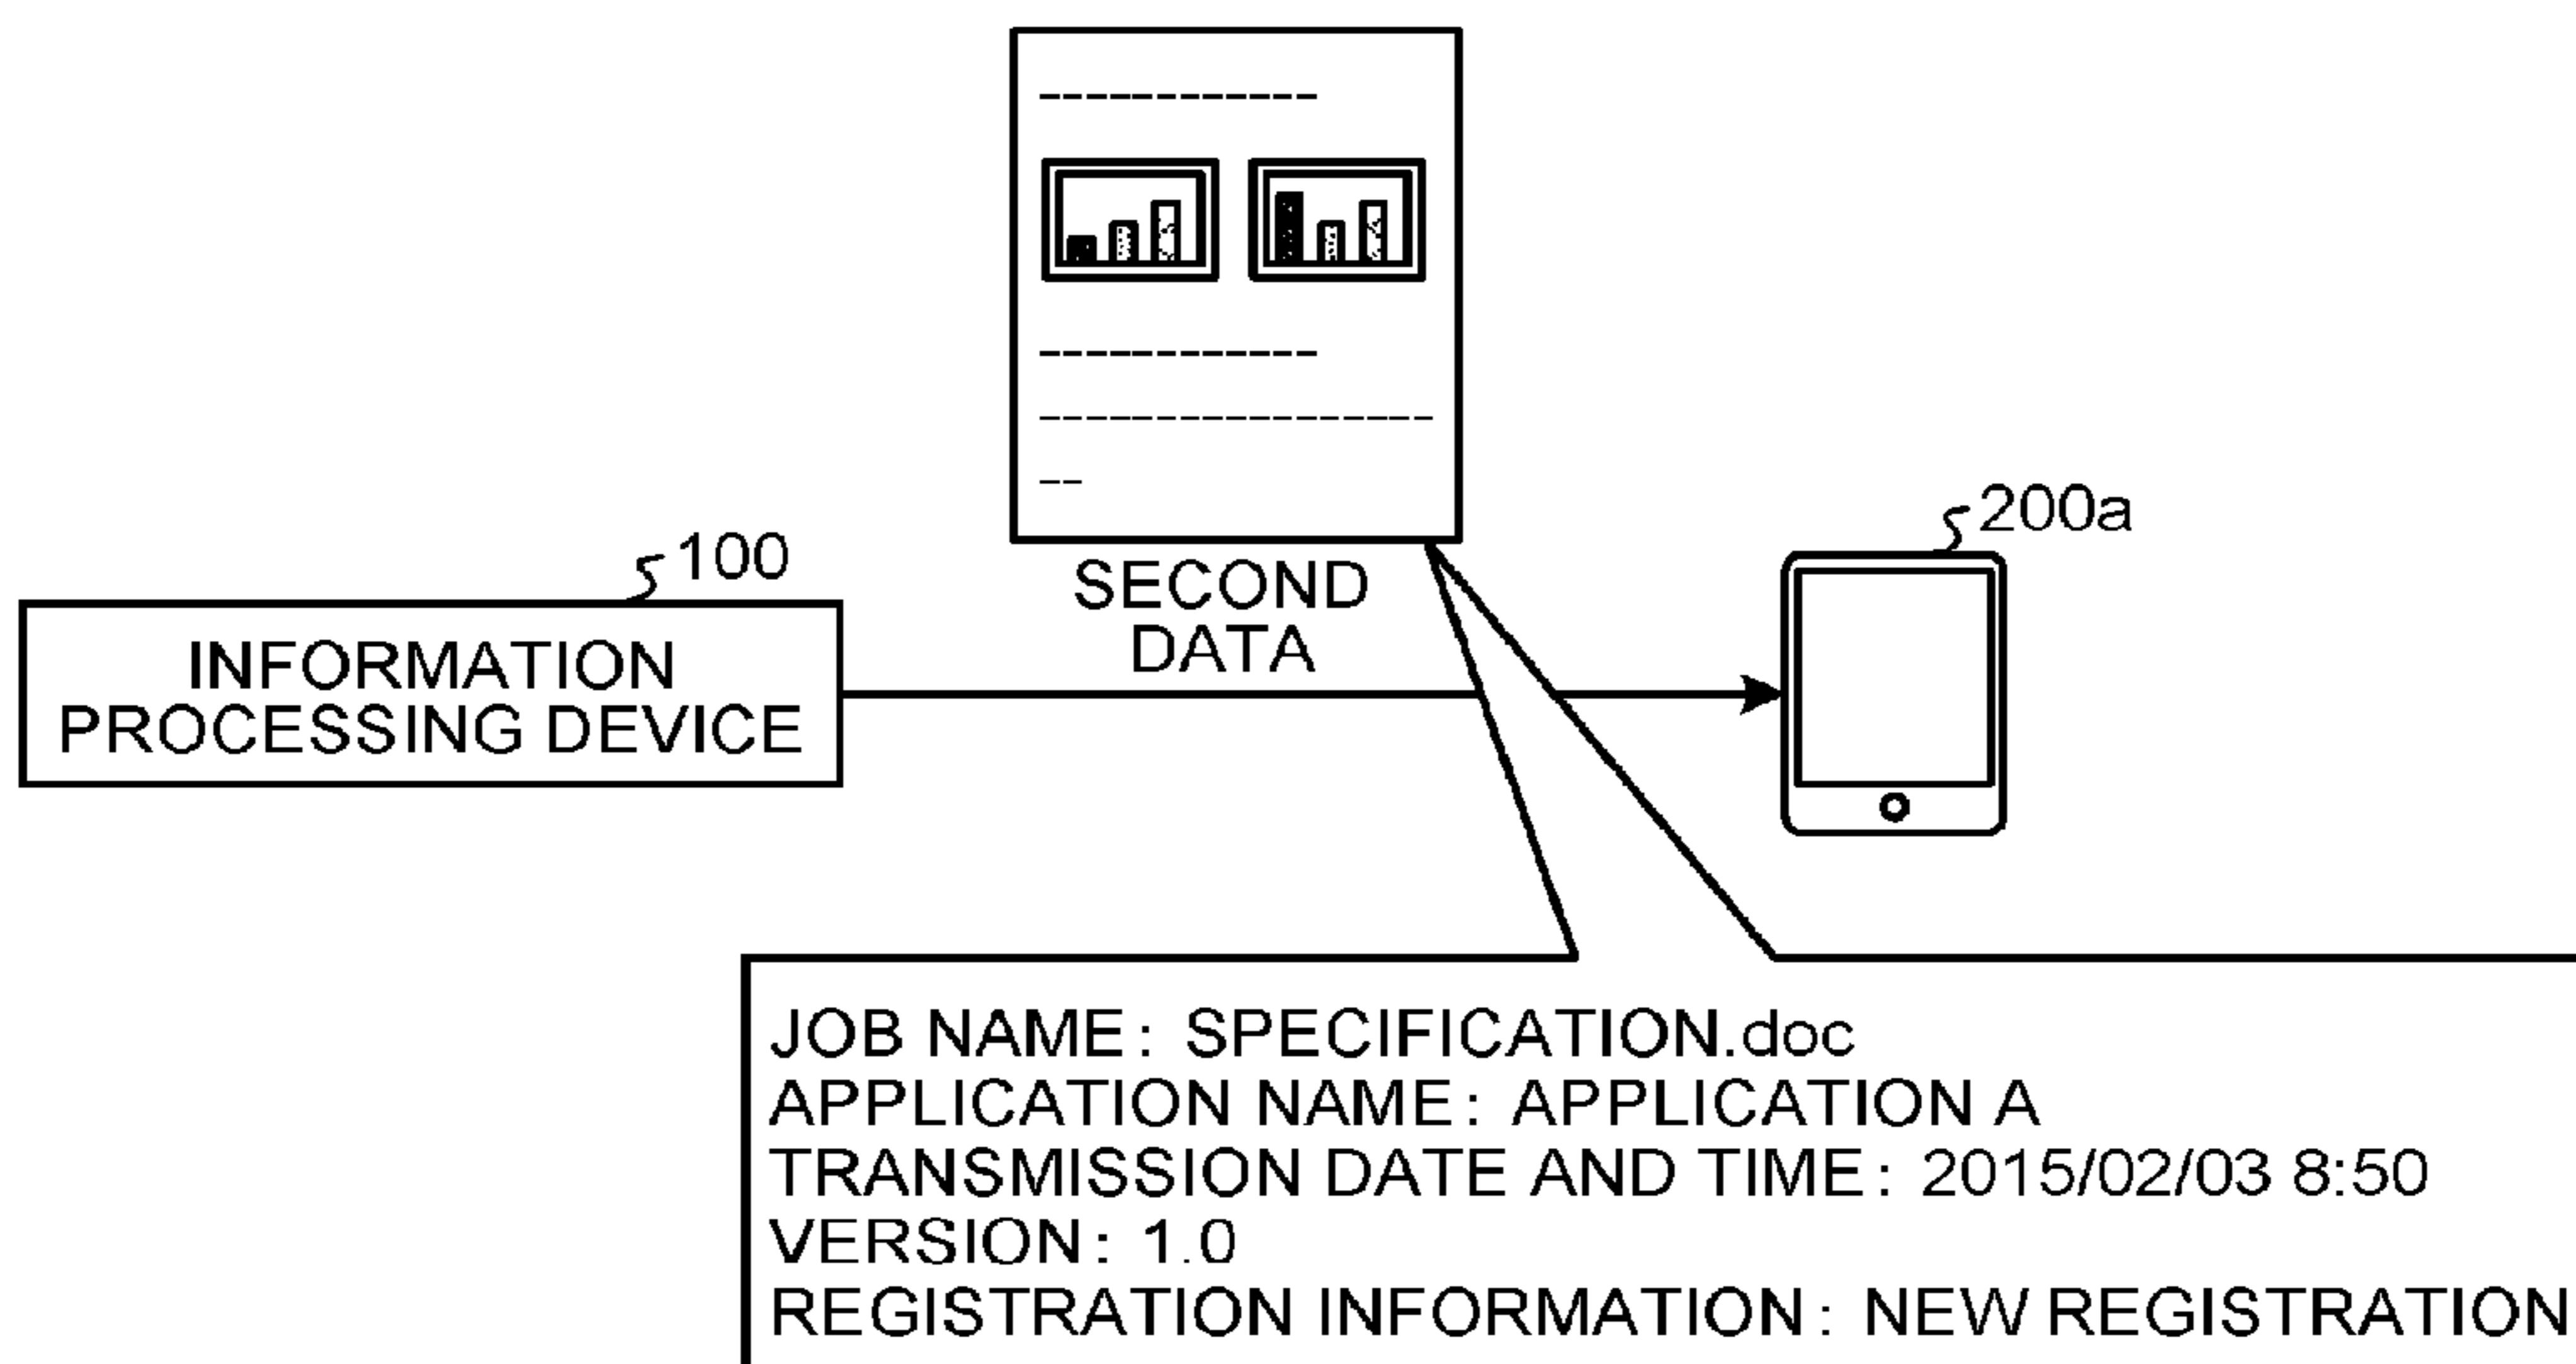 SECOND
DATA
100
INFORMATION
PROCESSING DEVICE
200a
JOB NAME: SPECIFICATION.doc
APPLICATION NAME: APPLICATION A
TRANSMISSION DATE AND TIME: 2015/02/03 8:50
VERSION: 1.0
REGISTRATION INFORMATION: NEW REGISTRATION